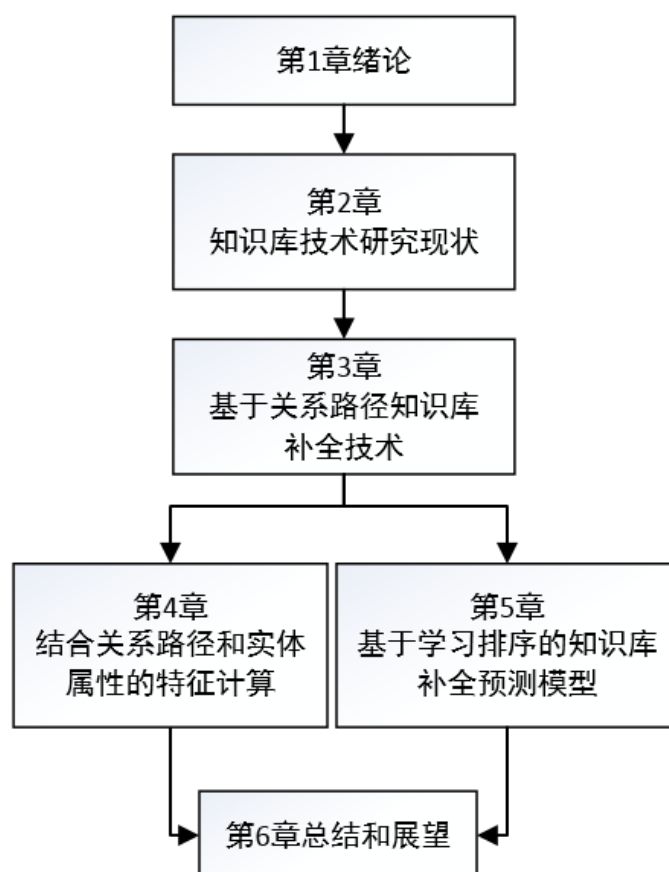 第1章绪论
第2章
知识库技术研究现状
第3章
基于关系路径知识库
补全技术
第4章
结合关系路径和实体
属性的特征计算
第5章
基于学习排序的知识库
补全预测模型
第6章总结和展望